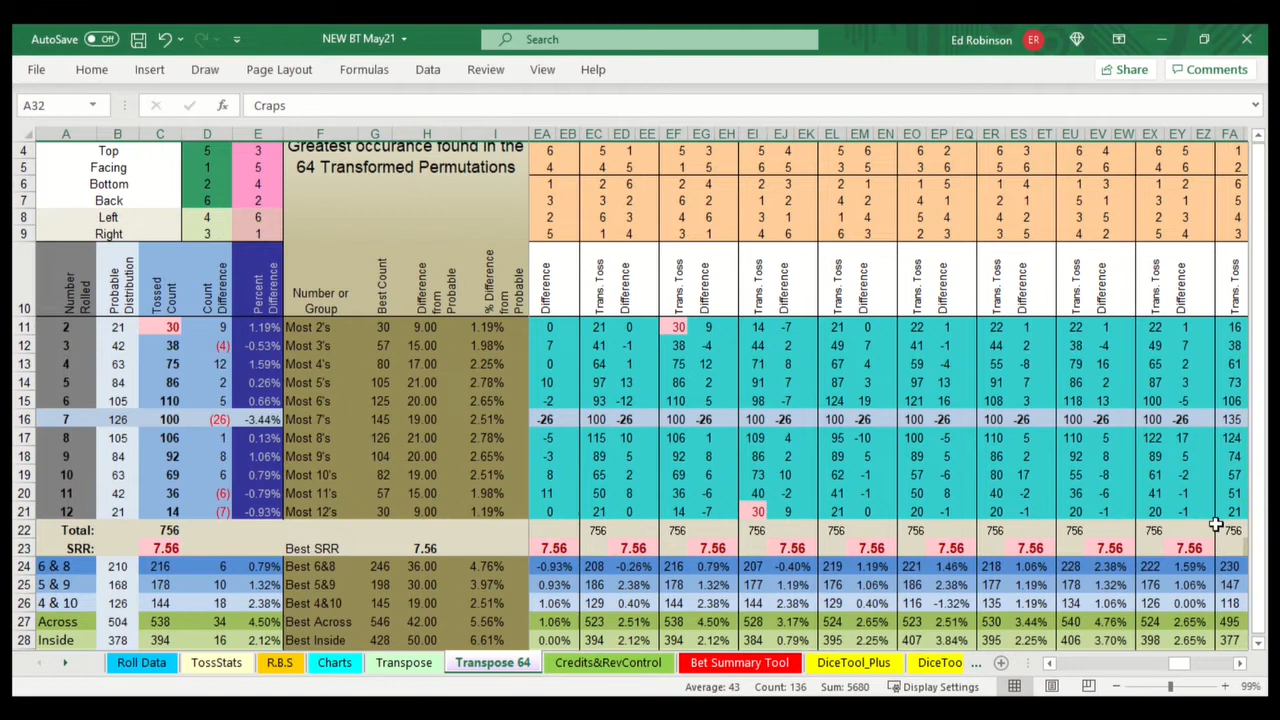 AutoSave Off NEW BT May21 Search Ed Robinson ER
File Home Insert Draw Page Layout Formulas Data Review View Help Share Comments
A32 fx Craps
A B C D E F G H I EA EB EC ED EE EF EG EH EI EJ EK EL EM EN EO EP EQ ER ES ET EU EV EW EX EY EZ FA
4 Top 5 3 Greatest occurance found in the 6 5 1 5 3 5 6 5 4 6 2 6 5 6 4 6 3 1
5 Facing 1 5 64 Transformed Permutations 4 4 5 1 5 6 5 3 5 3 6 5 6 2 6 4 6 2
6 Bottom 2 4 1 2 6 2 4 2 3 2 1 1 5 1 4 1 3 1 5 6
7 Back 6 2 3 3 2 6 2 1 2 4 2 4 1 2 1 5 1 3 1 5
8 Left 4 6 2 6 3 4 6 3 1 5 4 5 4 4 5 3 5 2 6 4
9 Right 3 1 5 1 4 3 1 4 6 6 3 2 3 3 2 4 2 5 4 3
10 Number Rolled Probable Distribution Tossed Count Count Difference Percent Difference Number or Group Best Count Difference from Probable % Difference from Probable Difference Trans. Toss Difference Trans. Toss Difference Trans. Toss Difference Trans. Toss Difference Trans. Toss Difference Trans. Toss Difference Trans. Toss Difference Trans. Toss Difference Trans. Toss
11 2 21 30 9 1.19% Most 2's 30 9.00 1.19% 0 21 0 30 9 14 -7 21 0 22 1 22 1 22 1 22 1 16
12 3 42 38 (4) -0.53% Most 3's 57 15.00 1.98% 7 41 -1 38 -4 44 2 49 7 41 -1 44 2 38 -4 49 7 38
13 4 63 75 12 1.59% Most 4's 80 17.00 2.25% 0 64 1 75 12 71 8 64 1 59 -4 55 -8 79 16 65 2 61
14 5 84 86 2 0.26% Most 5's 105 21.00 2.78% 10 97 13 86 2 91 7 87 3 97 13 91 7 86 2 87 3 73
15 6 105 110 5 0.66% Most 6's 125 20.00 2.65% -2 93 -12 110 5 98 -7 124 19 121 16 108 3 118 13 100 -5 106
16 7 126 100 (26) -3.44% Most 7's 145 19.00 2.51% -26 100 -26 100 -26 100 -26 100 -26 100 -26 100 -26 100 -26 100 -26 135
17 8 105 106 1 0.13% Most 8's 126 21.00 2.78% -5 115 10 106 1 109 4 95 -10 100 -5 110 5 110 5 122 17 124
18 9 84 92 8 1.06% Most 9's 104 20.00 2.65% -3 89 5 92 8 86 2 89 5 89 5 86 2 92 8 89 5 74
19 10 63 69 6 0.79% Most 10's 82 19.00 2.51% 8 65 2 69 6 73 10 62 -1 57 -6 80 17 55 -8 61 -2 57
20 11 42 36 (6) -0.79% Most 11's 57 15.00 1.98% 11 50 8 36 -6 40 -2 44 2 50 8 40 -2 36 -6 41 -1 51
21 12 21 14 (7) -0.93% Most 12's 30 9.00 1.19% 0 21 0 14 -7 30 9 21 0 20 -1 20 -1 20 -1 20 -1 21
22 Total: 756 756 756 756 756 756 756 756 756 756
23 SRR: 7.56 Best SRR 7.56 7.56 7.56 7.56 7.56 7.56 7.56 7.56 7.56 7.56
24 6 & 8 210 216 6 0.79% Best 6&8 246 36.00 4.76% -0.93% 208 -0.26% 216 0.79% 207 -0.40% 219 1.19% 221 1.46% 218 1.06% 228 2.38% 222 1.59% 230
25 5 & 9 168 178 10 1.32% Best 5&9 198 30.00 3.97% 0.93% 186 2.38% 178 1.32% 177 1.19% 176 1.06% 186 2.38% 177 1.19% 178 1.32% 176 1.06% 147
26 4 & 10 126 144 18 2.38% Best 4&10 145 19.00 2.51% 1.06% 129 0.40% 144 2.38% 144 2.38% 129 0.40% 116 -1.32% 135 1.19% 134 1.06% 126 0.00% 118
27 Across 504 538 34 4.50% Best Across 546 42.00 5.56% 1.06% 523 2.51% 538 4.50% 528 3.17% 524 2.65% 523 2.51% 530 3.44% 540 4.76% 524 2.65% 495
28 Inside 378 394 16 2.12% Best Inside 428 50.00 6.61% 0.00% 394 2.12% 394 2.12% 384 0.79% 395 2.25% 407 3.84% 395 2.25% 406 3.70% 398 2.65% 377
Roll Data TossStats R.B.S Charts Transpose Transpose 64 Credits&RevControl Bet Summary Tool DiceTool_Plus DiceToo ...
Average: 43 Count: 136 Sum: 5680 Display Settings 99%